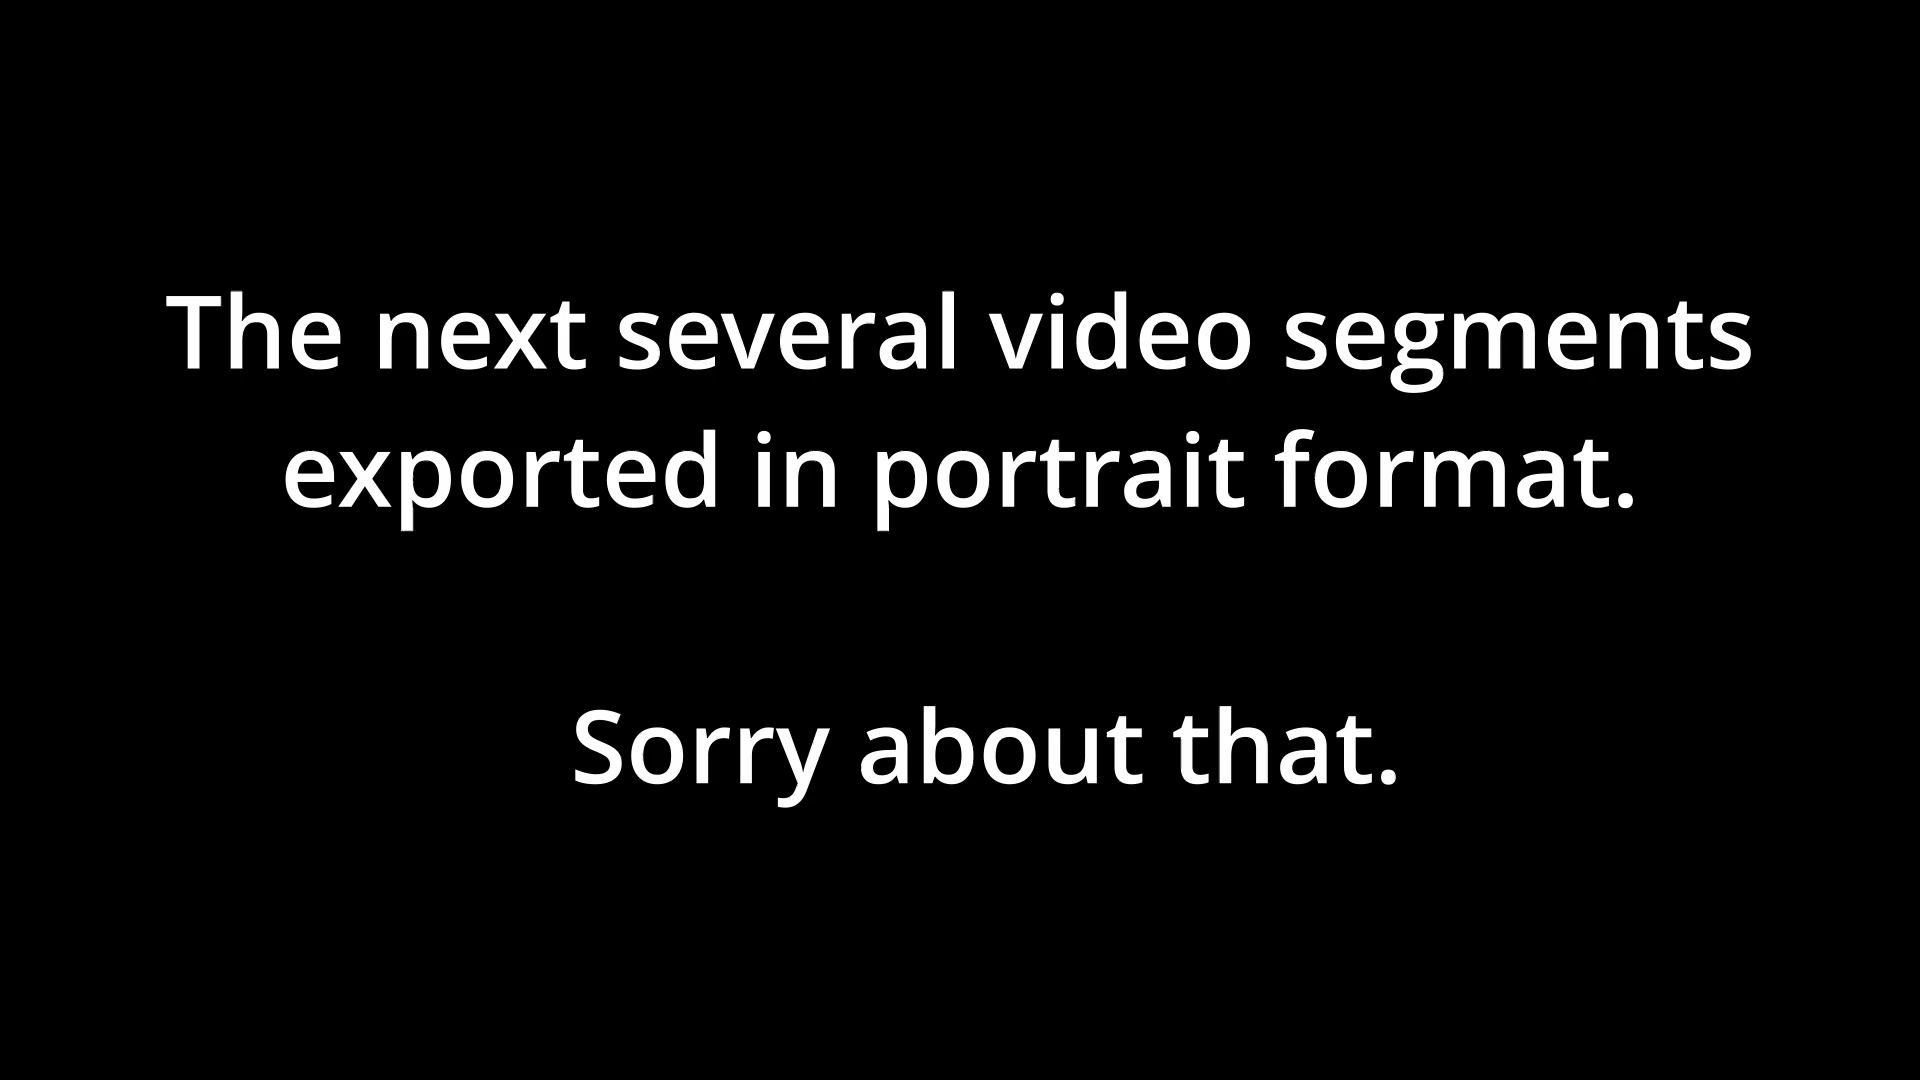 The next several video segments
exported in portrait format.
Sorry about that.